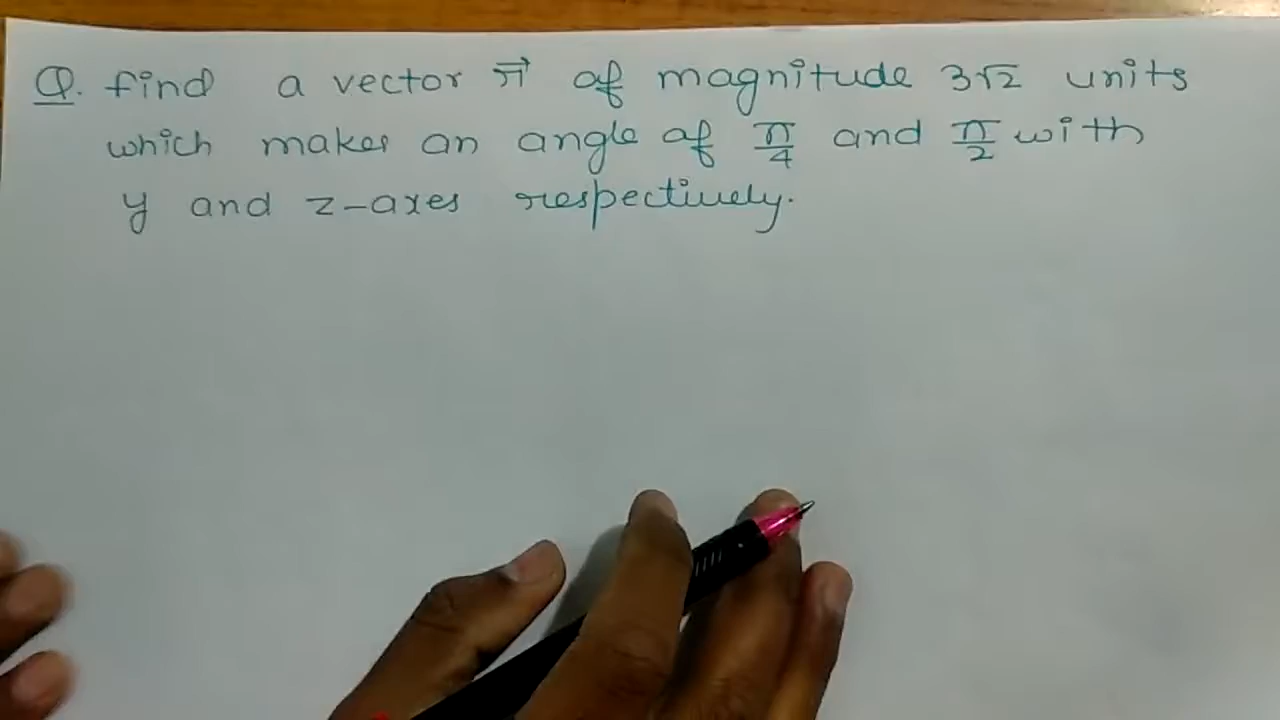 Q. find a vector r⃗ of magnitude 3√2 units
which makes an angle of π/4 and π/2 with
y and z-axes respectively.